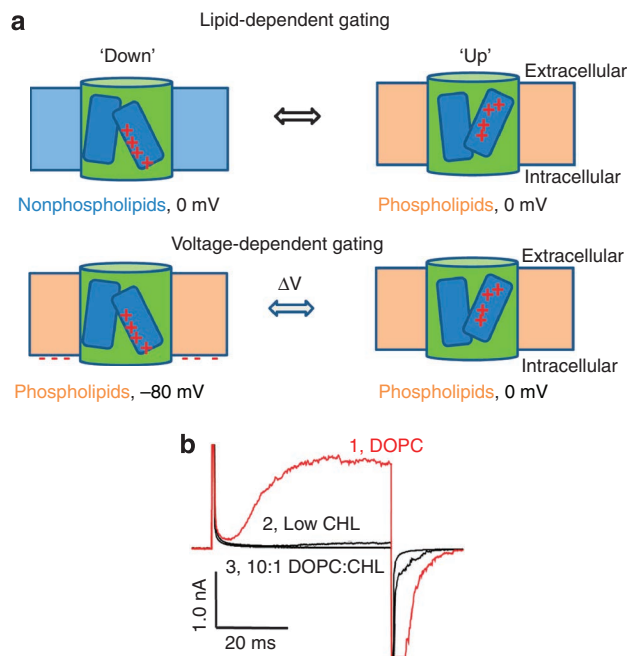 a
Lipid-dependent gating
'Down'
'Up'
Extracellular
Intracellular
Nonphospholipids, 0 mV
Phospholipids, 0 mV
Voltage-dependent gating
Extracellular
ΔV
Intracellular
Phospholipids, –80 mV
Phospholipids, 0 mV
b
1, DOPC
2, Low CHL
3, 10:1 DOPC:CHL
1.0 nA
20 ms